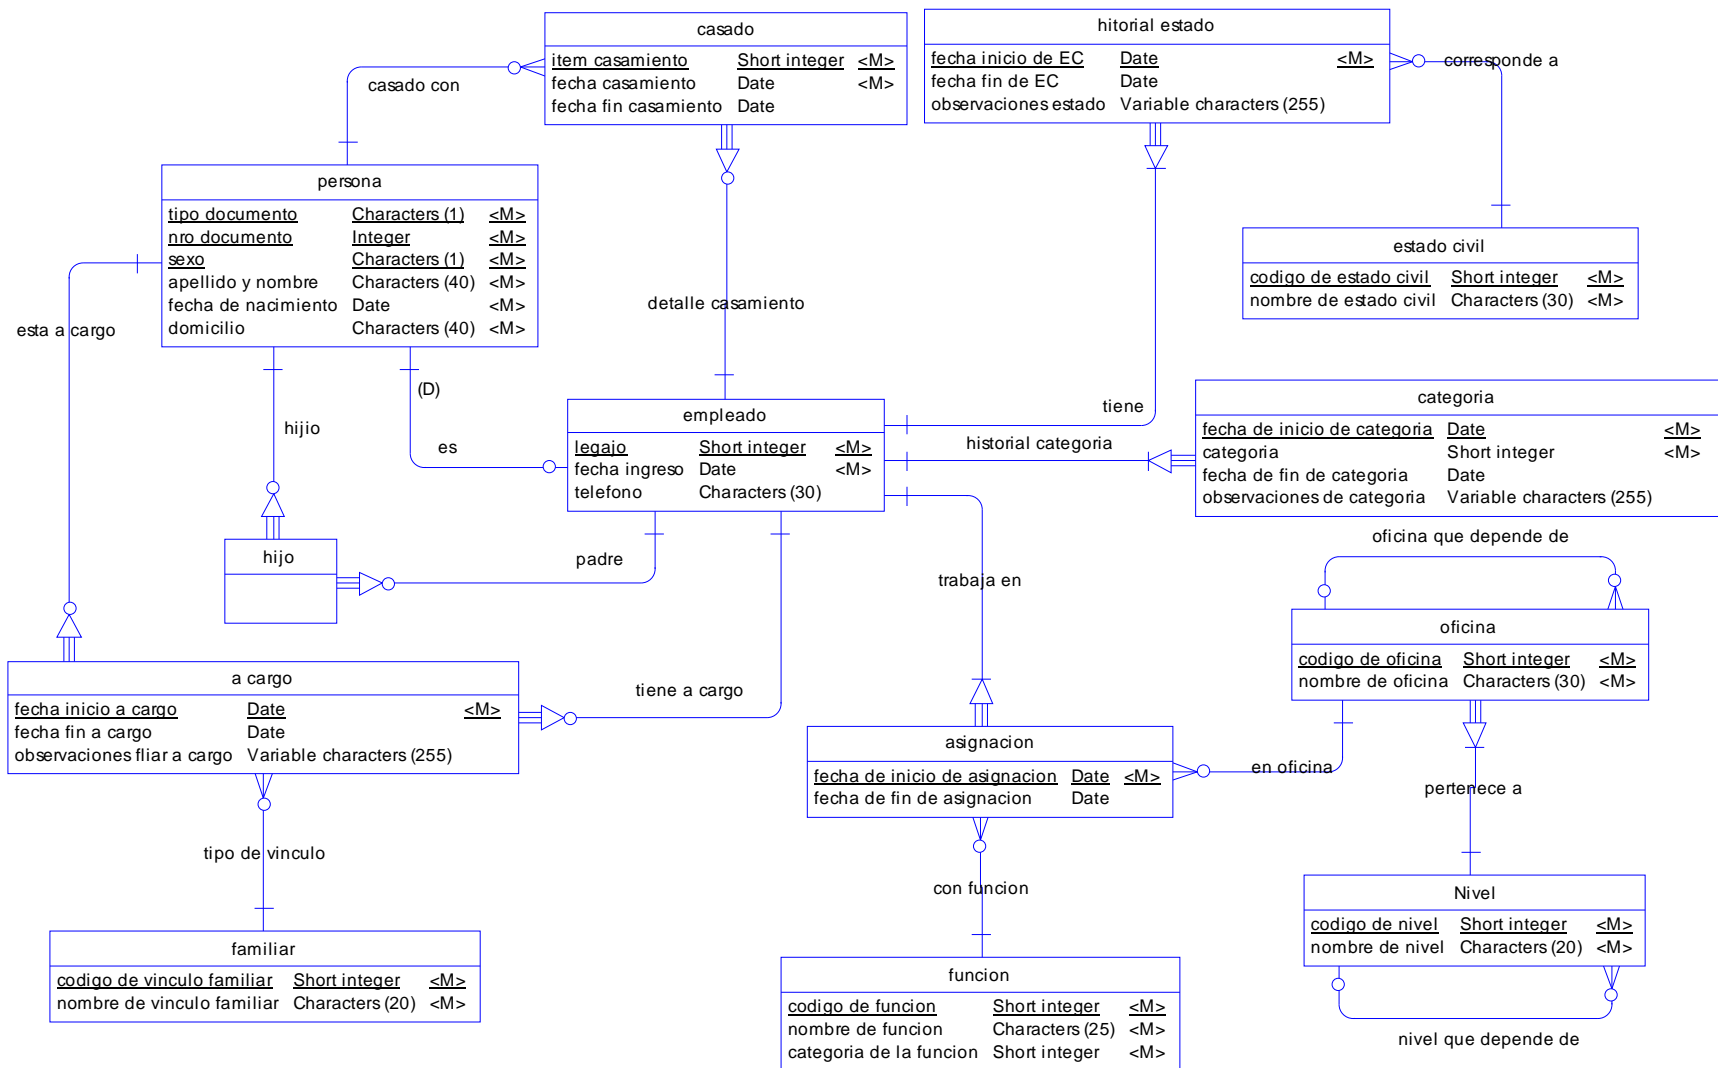 casado
item casamiento Short integer <M>
fecha casamiento Date <M>
fecha fin casamiento Date
hitorial estado
fecha inicio de EC Date <M>
fecha fin de EC Date
observaciones estado Variable characters (255)
corresponde a
casado con
persona
tipo documento Characters (1) <M>
nro documento Integer <M>
sexo Characters (1) <M>
apellido y nombre Characters (40) <M>
fecha de nacimiento Date <M>
domicilio Characters (40) <M>
estado civil
codigo de estado civil Short integer <M>
nombre de estado civil Characters (30) <M>
detalle casamiento
esta a cargo
(D)
hijio
es
tiene
historial categoria
empleado
legajo Short integer <M>
fecha ingreso Date <M>
telefono Characters (30)
categoria
fecha de inicio de categoria Date <M>
categoria Short integer <M>
fecha de fin de categoria Date
observaciones de categoria Variable characters (255)
oficina que depende de
hijo
padre
trabaja en
oficina
codigo de oficina Short integer <M>
nombre de oficina Characters (30) <M>
a cargo
fecha inicio a cargo Date <M>
fecha fin a cargo Date
observaciones fliar a cargo Variable characters (255)
tiene a cargo
asignacion
fecha de inicio de asignacion Date <M>
fecha de fin de asignacion Date
en oficina
pertenece a
tipo de vinculo
con funcion
Nivel
codigo de nivel Short integer <M>
nombre de nivel Characters (20) <M>
familiar
codigo de vinculo familiar Short integer <M>
nombre de vinculo familiar Characters (20) <M>
funcion
codigo de funcion Short integer <M>
nombre de funcion Characters (25) <M>
categoria de la funcion Short integer <M>
nivel que depende de